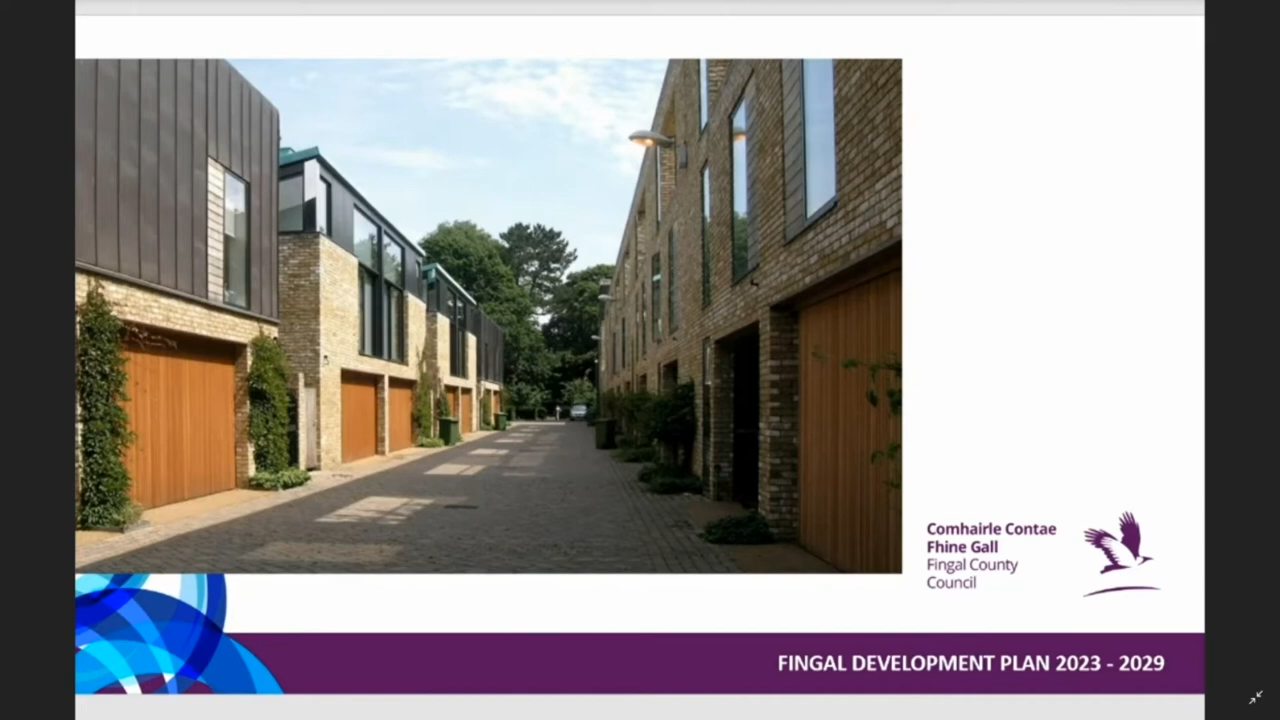 Comhairle Contae
Fhine Gall
Fingal County
Council
FINGAL DEVELOPMENT PLAN 2023 - 2029